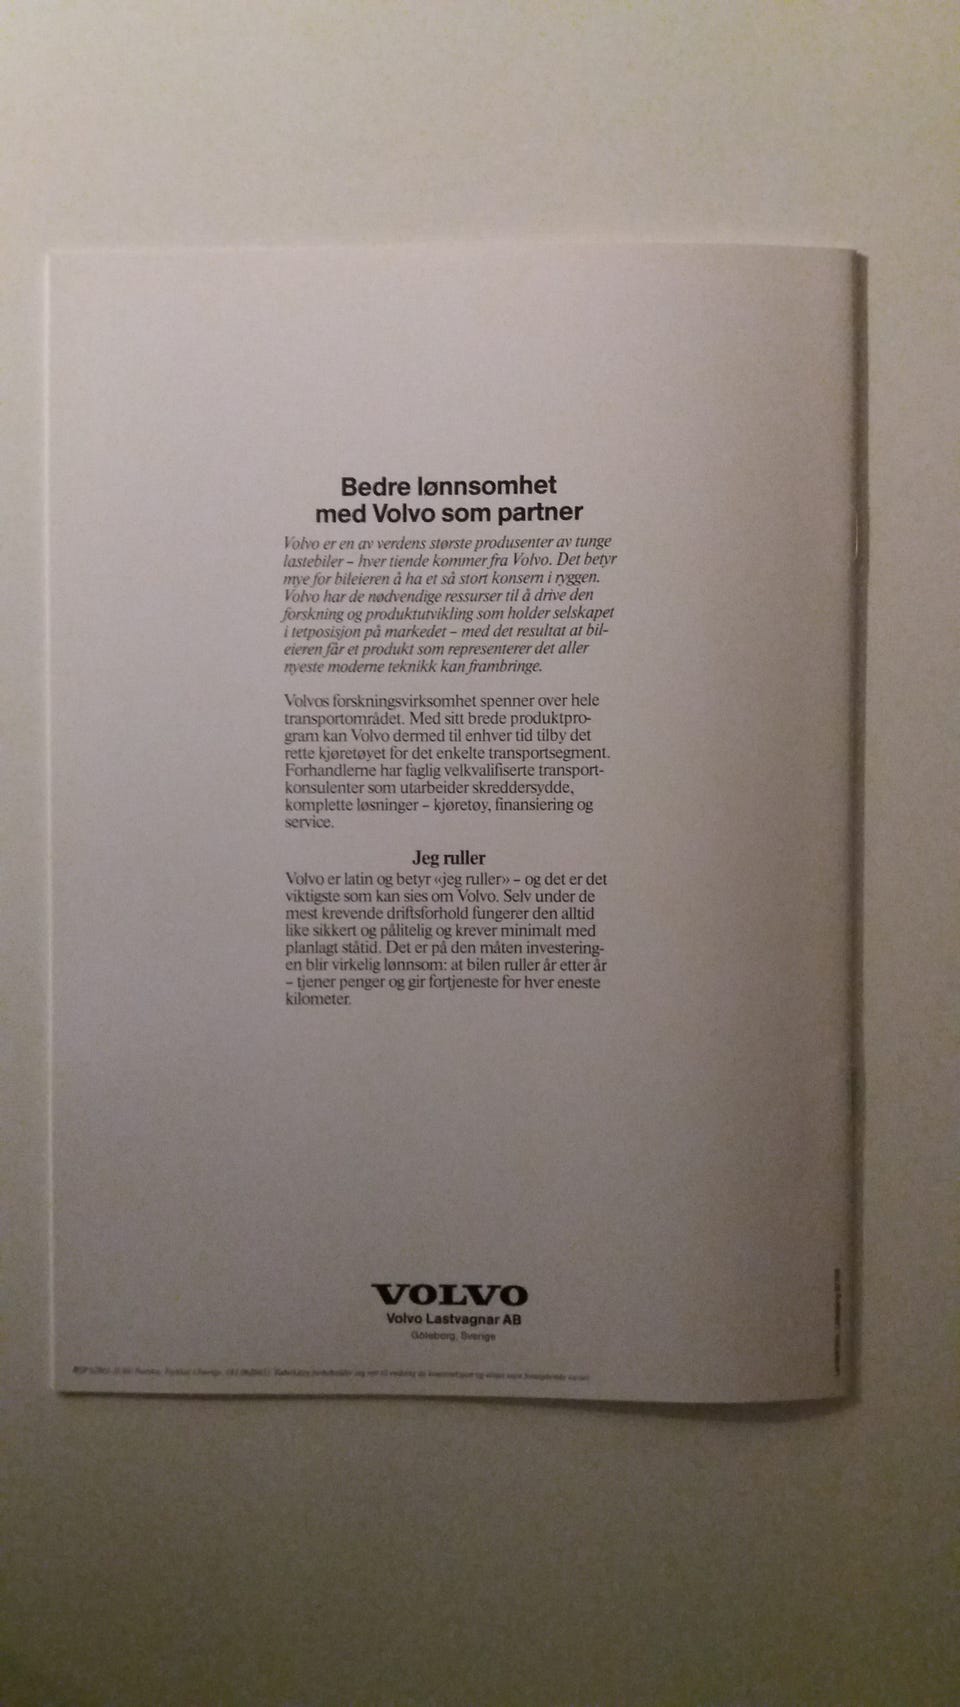 Bedre lønnsomhet
med Volvo som partner
Volvo er en av verdens største produsenter av tunge
lastebiler – hver tiende kommer fra Volvo. Det betyr
mye for bileieren å ha et så stort konsern i ryggen.
Volvo har de nødvendige ressurser til å drive den
forskning og produktutvikling som holder selskapet
i tetposisjon på markedet – med det resultat at bil-
eieren får et produkt som representerer det aller
nyeste moderne teknikk kan frambringe.
Volvos forskningsvirksomhet spenner over hele
transportområdet. Med sitt brede produktpro-
gram kan Volvo dermed til enhver tid tilby det
rette kjøretøyet for det enkelte transportsegment.
Forhandlerne har faglig velkvalifiserte transport-
konsulenter som utarbeider skreddersydde,
komplette løsninger – kjøretøy, finansiering og
service.
Jeg ruller
Volvo er latin og betyr «jeg ruller» – og det er det
viktigste som kan sies om Volvo. Selv under de
mest krevende driftsforhold fungerer den alltid
like sikkert og pålitelig og krever minimalt med
planlagt ståtid. Det er på den måten investering-
en blir virkelig lønnsom: at bilen ruller år etter år
– tjener penger og gir fortjeneste for hver eneste
kilometer.
VOLVO
Volvo Lastvagnar AB
Göteborg, Sverige